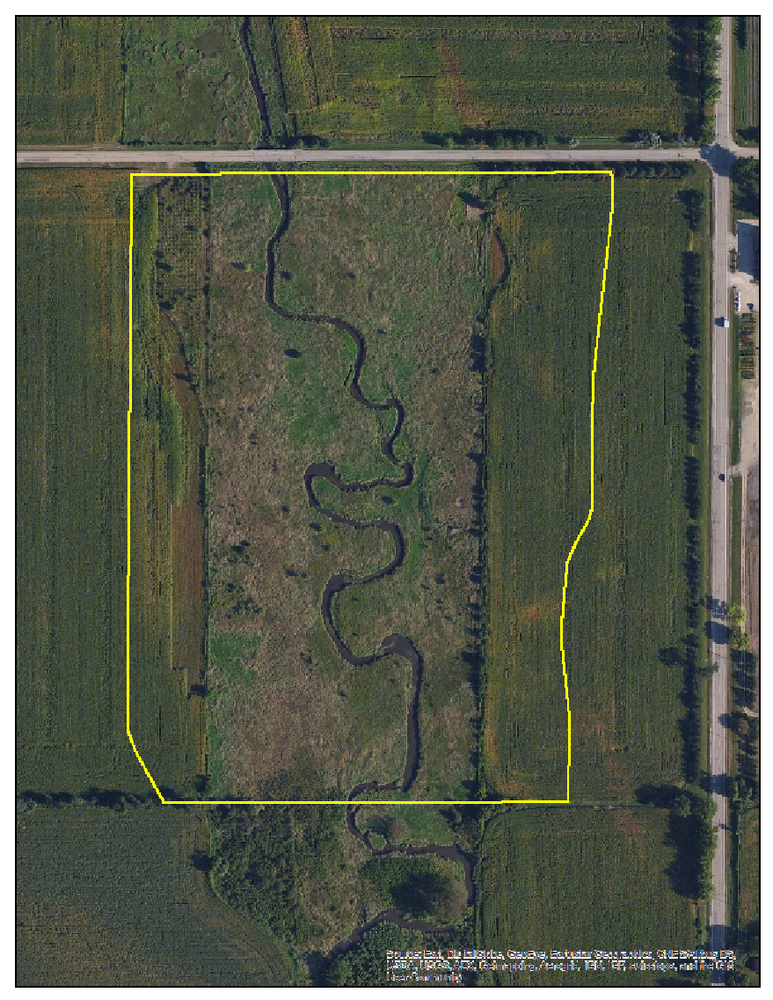 Source: Esri, DigitalGlobe, GeoEye, Earthstar Geographics, CNES/Airbus DS,
USDA, USGS, AEX, Getmapping, Aerogrid, IGN, IGP, swisstopo, and the GIS
User Community